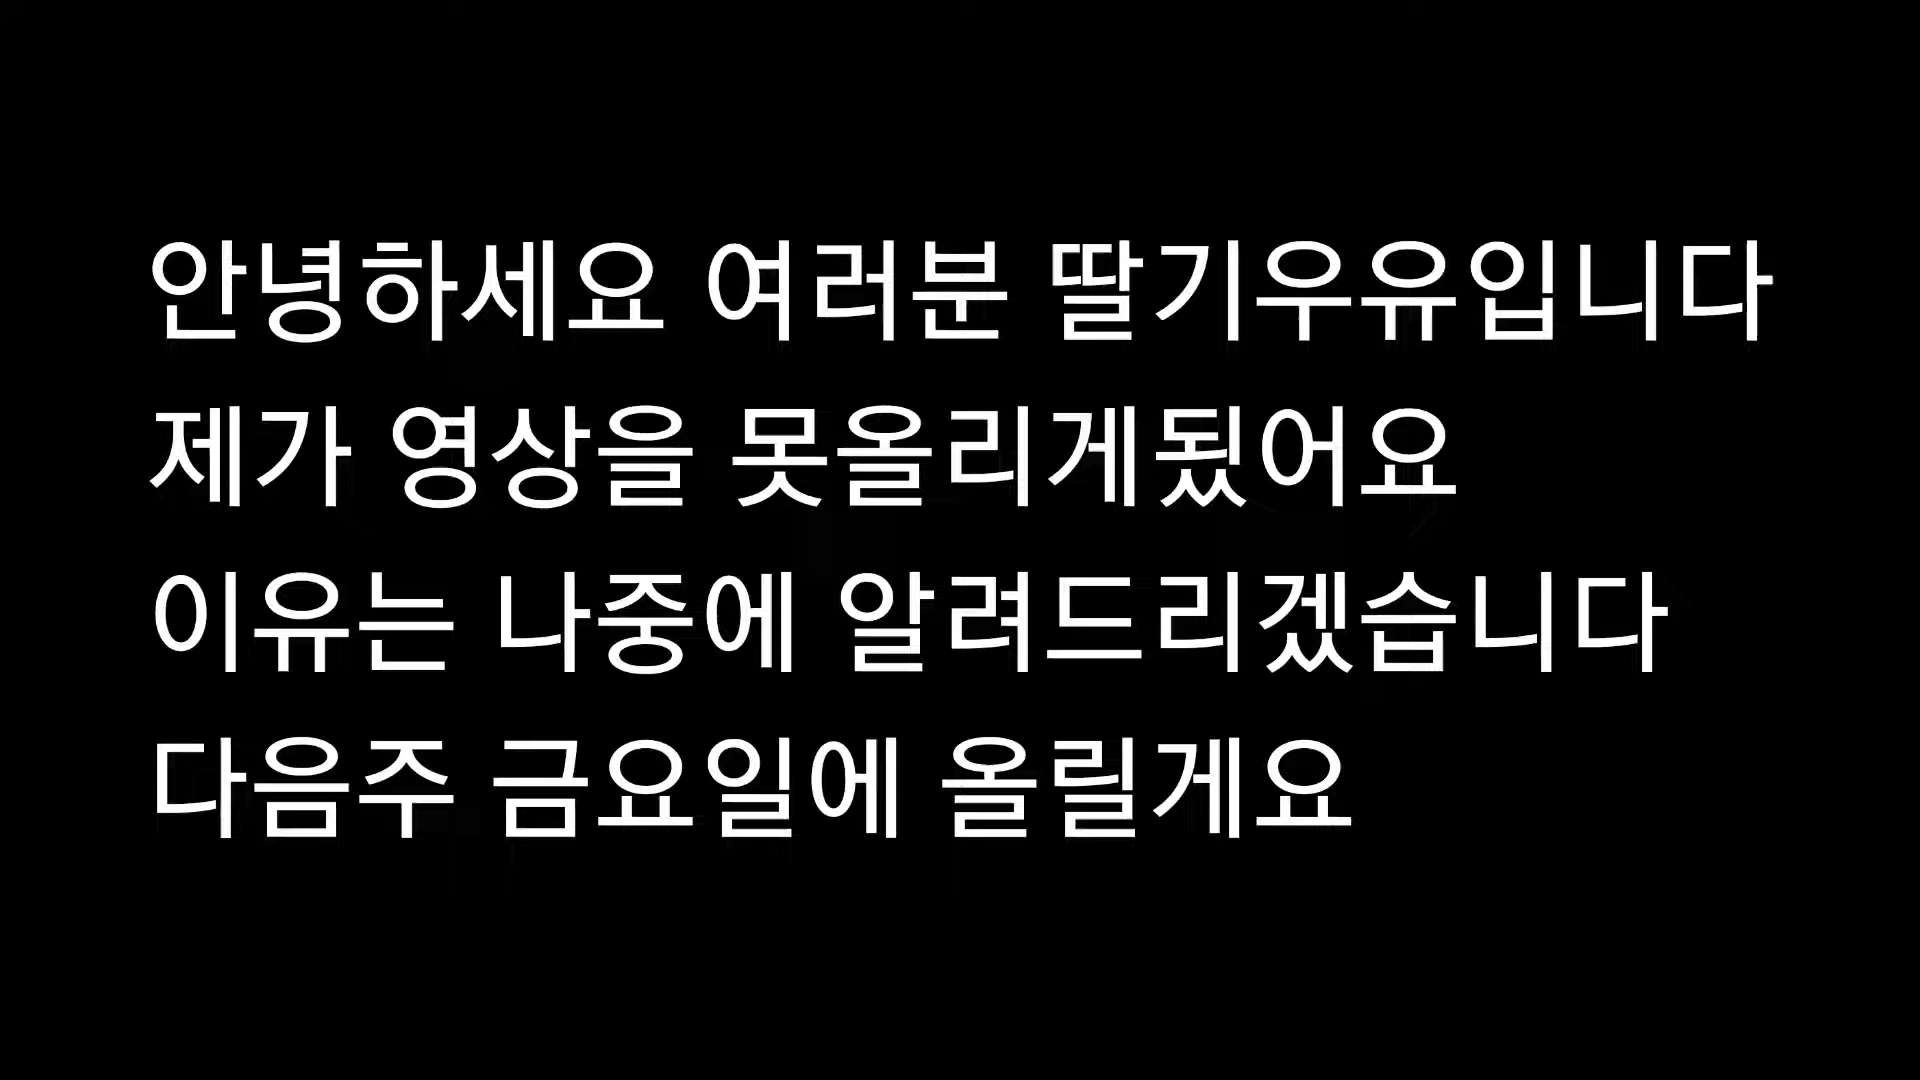 안녕하세요 여러분 딸기우유입니다
제가 영상을 못올리게됬어요
이유는 나중에 알려드리겠습니다
다음주 금요일에 올릴게요